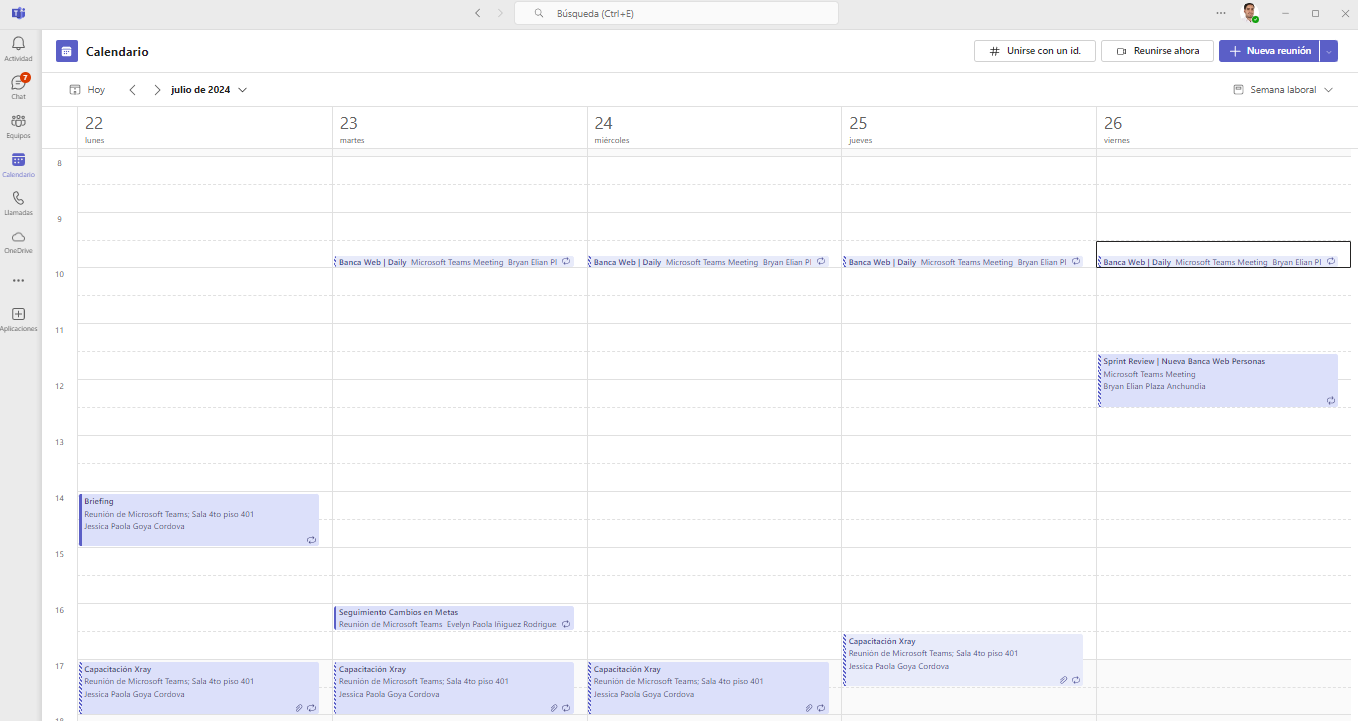 Búsqueda (Ctrl+E)
Actividad
7
Chat
Equipos
Calendario
Llamadas
OneDrive
Aplicaciones
Calendario
Unirse con un id.
Reunirse ahora
Nueva reunión
Hoy
julio de 2024
Semana laboral
22
lunes
23
martes
24
miércoles
25
jueves
26
viernes
8
9
Banca Web | Daily Microsoft Teams Meeting Bryan Elian Pl
Banca Web | Daily Microsoft Teams Meeting Bryan Elian Pl
Banca Web | Daily Microsoft Teams Meeting Bryan Elian Pl
Banca Web | Daily Microsoft Teams Meeting Bryan Elian Pl
10
11
Sprint Review | Nueva Banca Web Personas
Microsoft Teams Meeting
Bryan Elian Plaza Anchundia
12
13
14
Briefing
Reunión de Microsoft Teams; Sala 4to piso 401
Jessica Paola Goya Cordova
15
16
Seguimiento Cambios en Metas
Reunión de Microsoft Teams Evelyn Paola Iñiguez Rodrigue
Capacitación Xray
Reunión de Microsoft Teams; Sala 4to piso 401
Jessica Paola Goya Cordova
17
Capacitación Xray
Reunión de Microsoft Teams; Sala 4to piso 401
Jessica Paola Goya Cordova
Capacitación Xray
Reunión de Microsoft Teams; Sala 4to piso 401
Jessica Paola Goya Cordova
Capacitación Xray
Reunión de Microsoft Teams; Sala 4to piso 401
Jessica Paola Goya Cordova